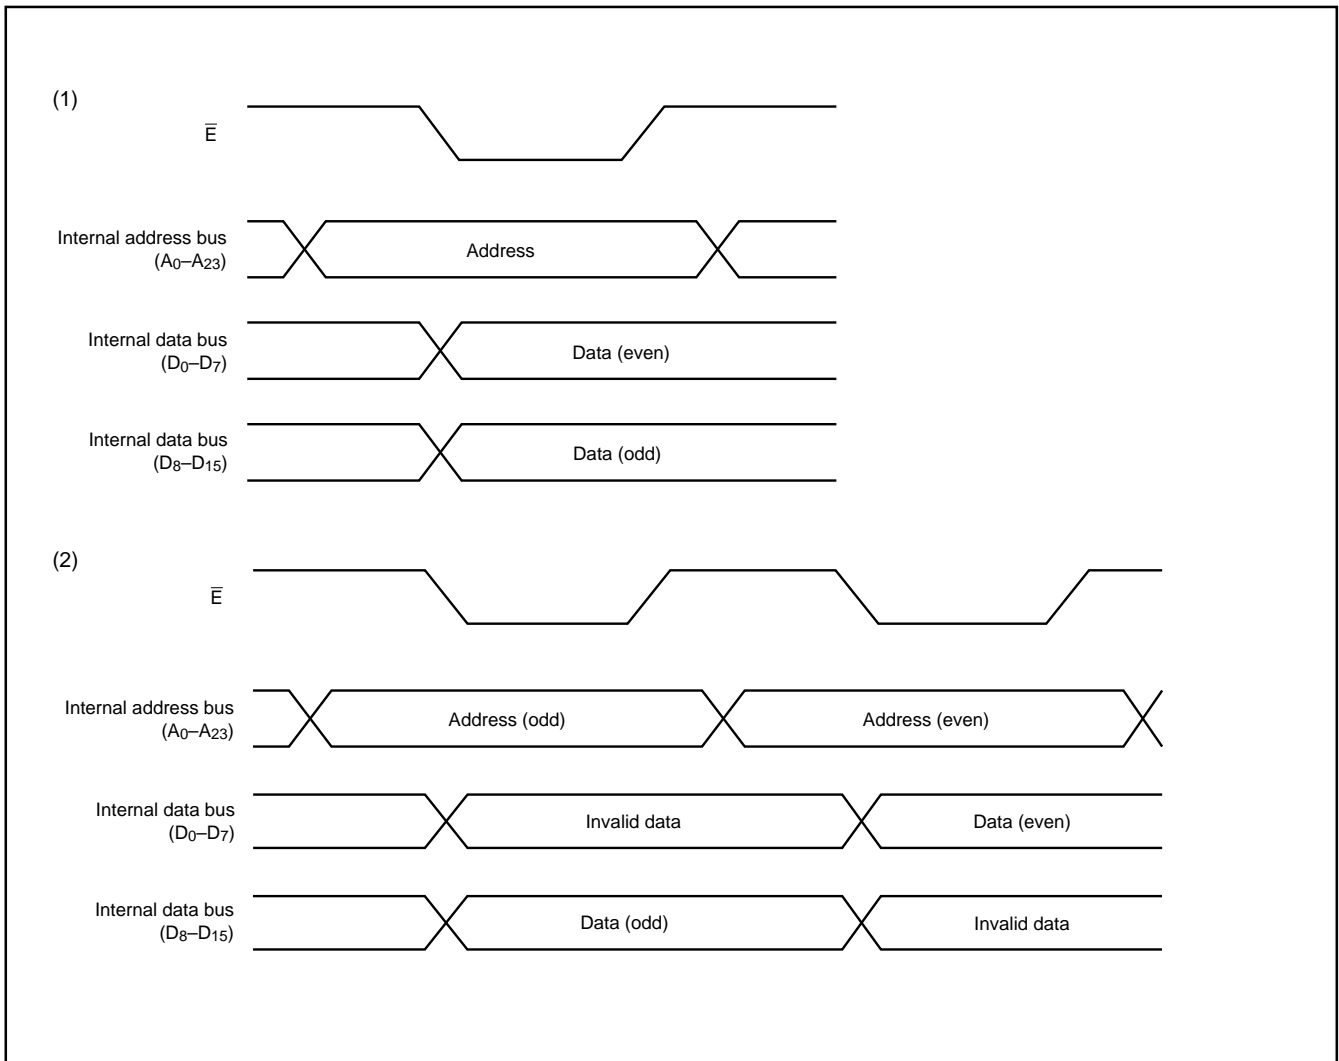 (1)
E̅
Internal address bus
(A0–A23)
Address
Internal data bus
(D0–D7)
Data (even)
Internal data bus
(D8–D15)
Data (odd)
(2)
E̅
Internal address bus
(A0–A23)
Address (odd)
Address (even)
Internal data bus
(D0–D7)
Invalid data
Data (even)
Internal data bus
(D8–D15)
Data (odd)
Invalid data